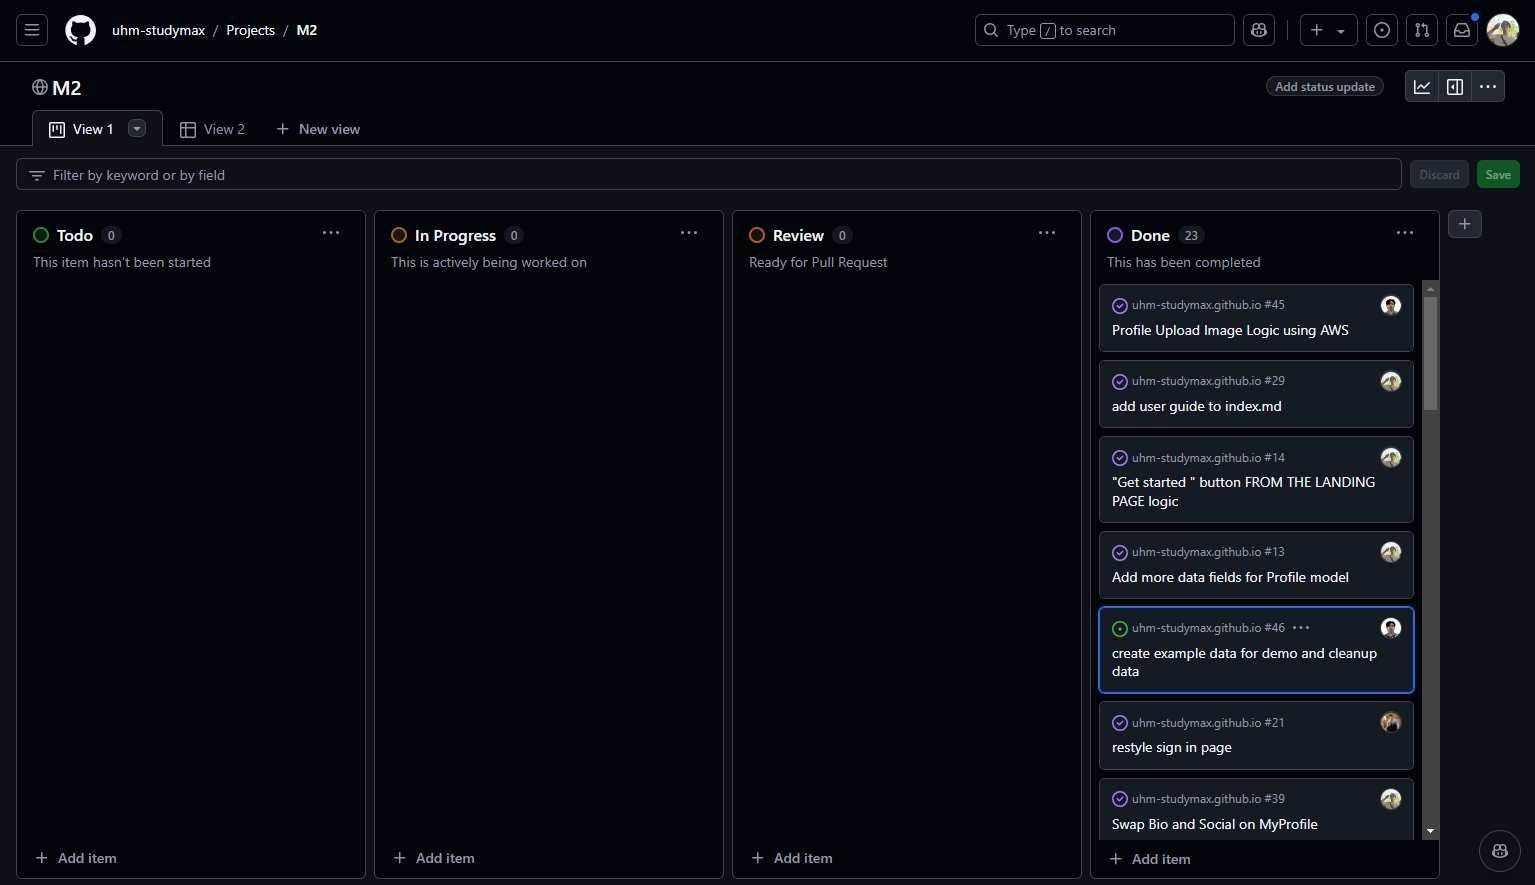 uhm-studymax / Projects / M2
Type / to search
M2
Add status update
View 1
View 2
New view
Filter by keyword or by field
Discard
Save
Todo 0
This item hasn't been started
Add item
In Progress 0
This is actively being worked on
Add item
Review 0
Ready for Pull Request
Add item
Done 23
This has been completed
uhm-studymax.github.io #45
Profile Upload Image Logic using AWS
uhm-studymax.github.io #29
add user guide to index.md
uhm-studymax.github.io #14
"Get started " button FROM THE LANDING
PAGE logic
uhm-studymax.github.io #13
Add more data fields for Profile model
uhm-studymax.github.io #46
create example data for demo and cleanup
data
uhm-studymax.github.io #21
restyle sign in page
uhm-studymax.github.io #39
Swap Bio and Social on MyProfile
Add item